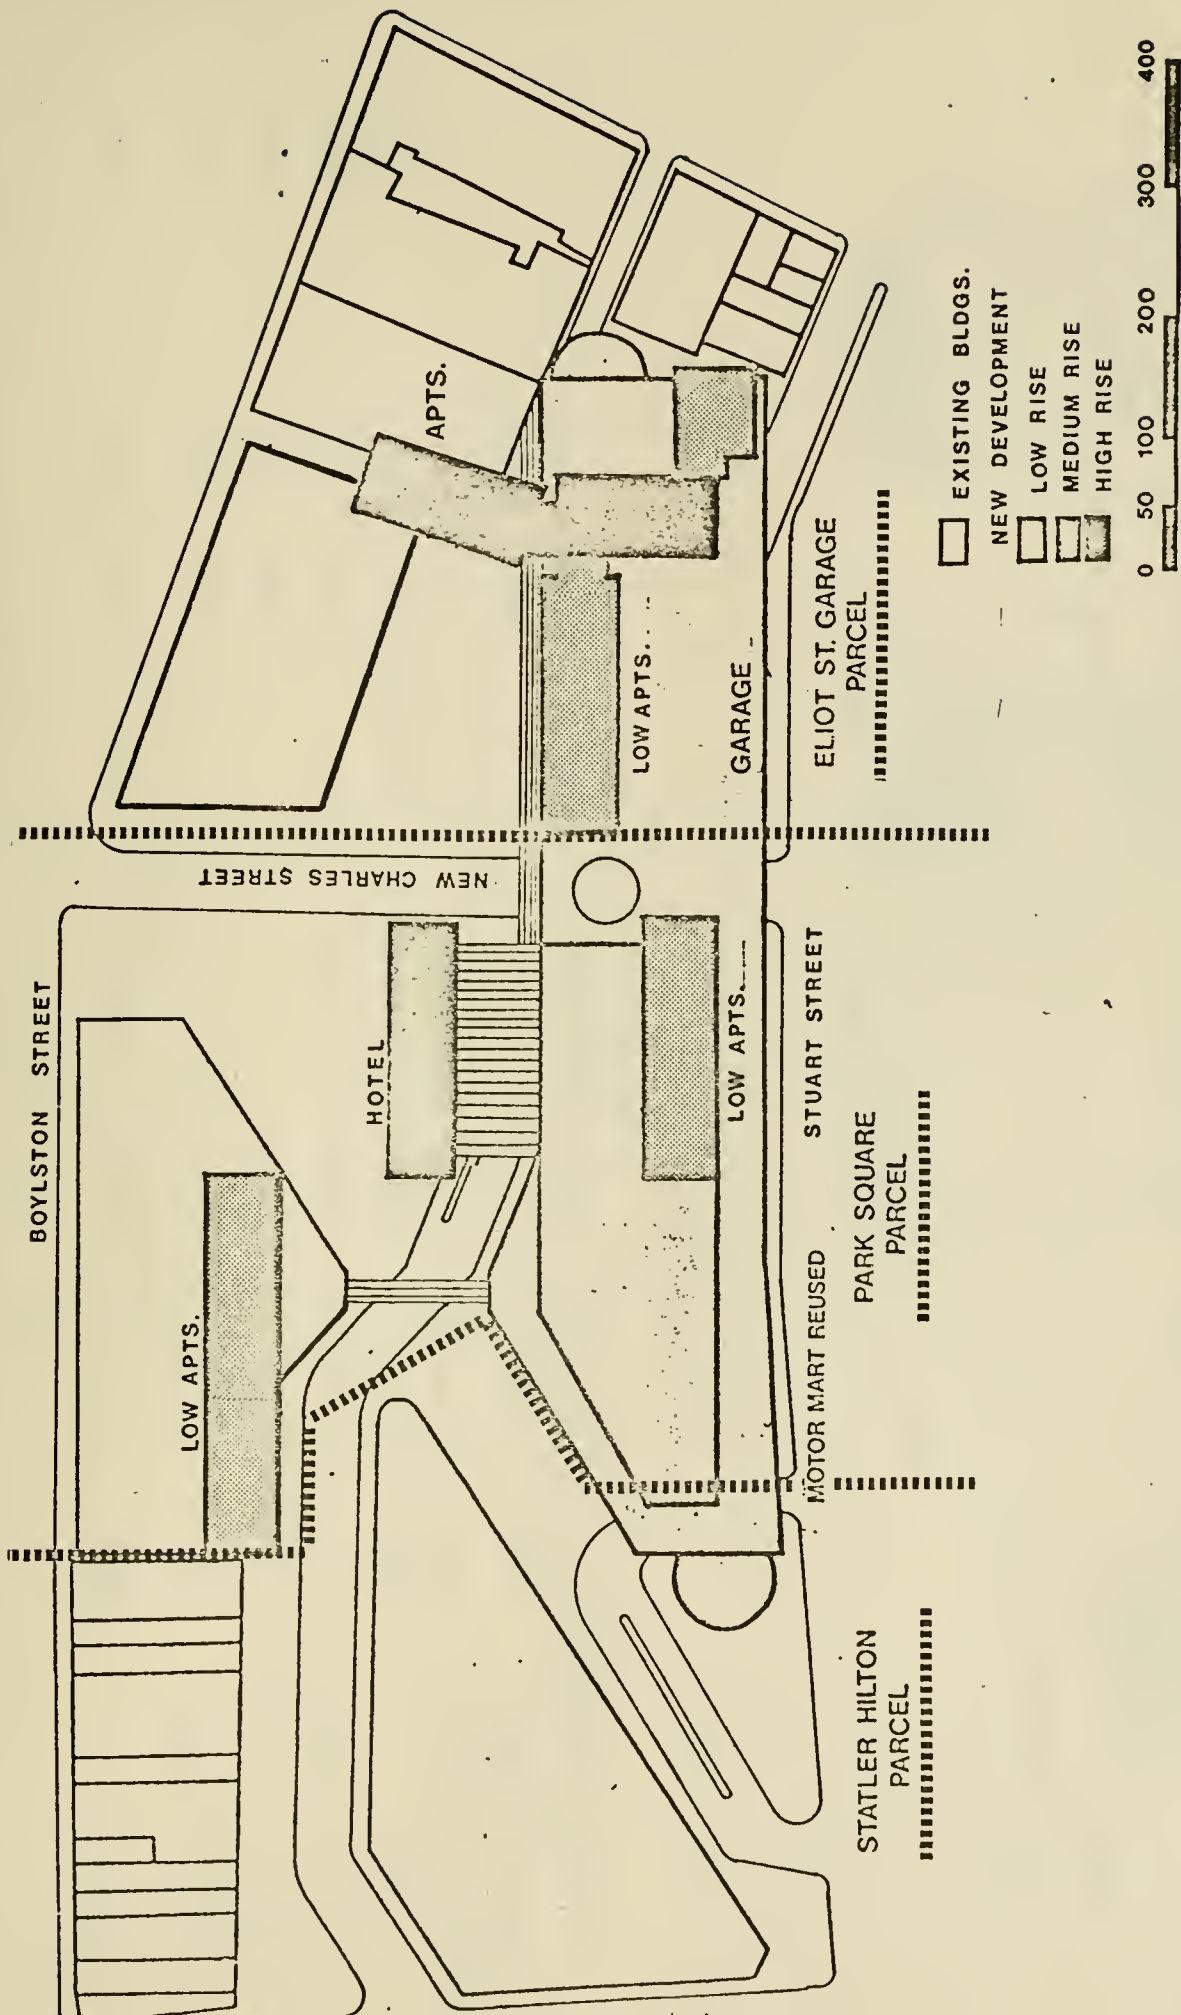 BOYLSTON STREET
LOW APTS.
HOTEL
NEW CHARLES STREET
APTS.
LOW APTS.
LOW APTS.
GARAGE
STUART STREET
MOTOR MART REUSED
STATLER HILTON
PARCEL
PARK SQUARE
PARCEL
ELIOT ST. GARAGE
PARCEL
EXISTING BLDGS.
NEW DEVELOPMENT
LOW RISE
MEDIUM RISE
HIGH RISE
0 50 100 200 300 400